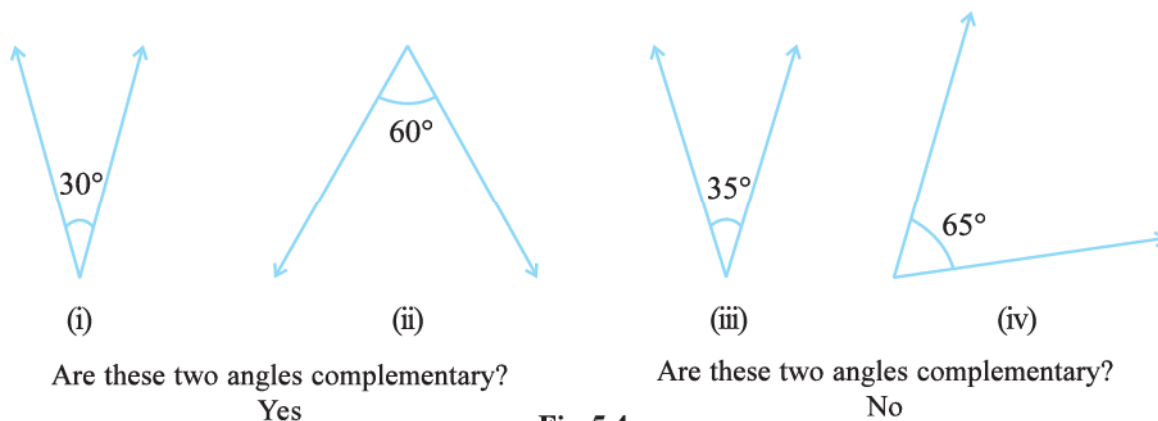 30°
60°
35°
65°
(i)
(ii)
(iii)
(iv)
Are these two angles complementary?
Yes
Are these two angles complementary?
No